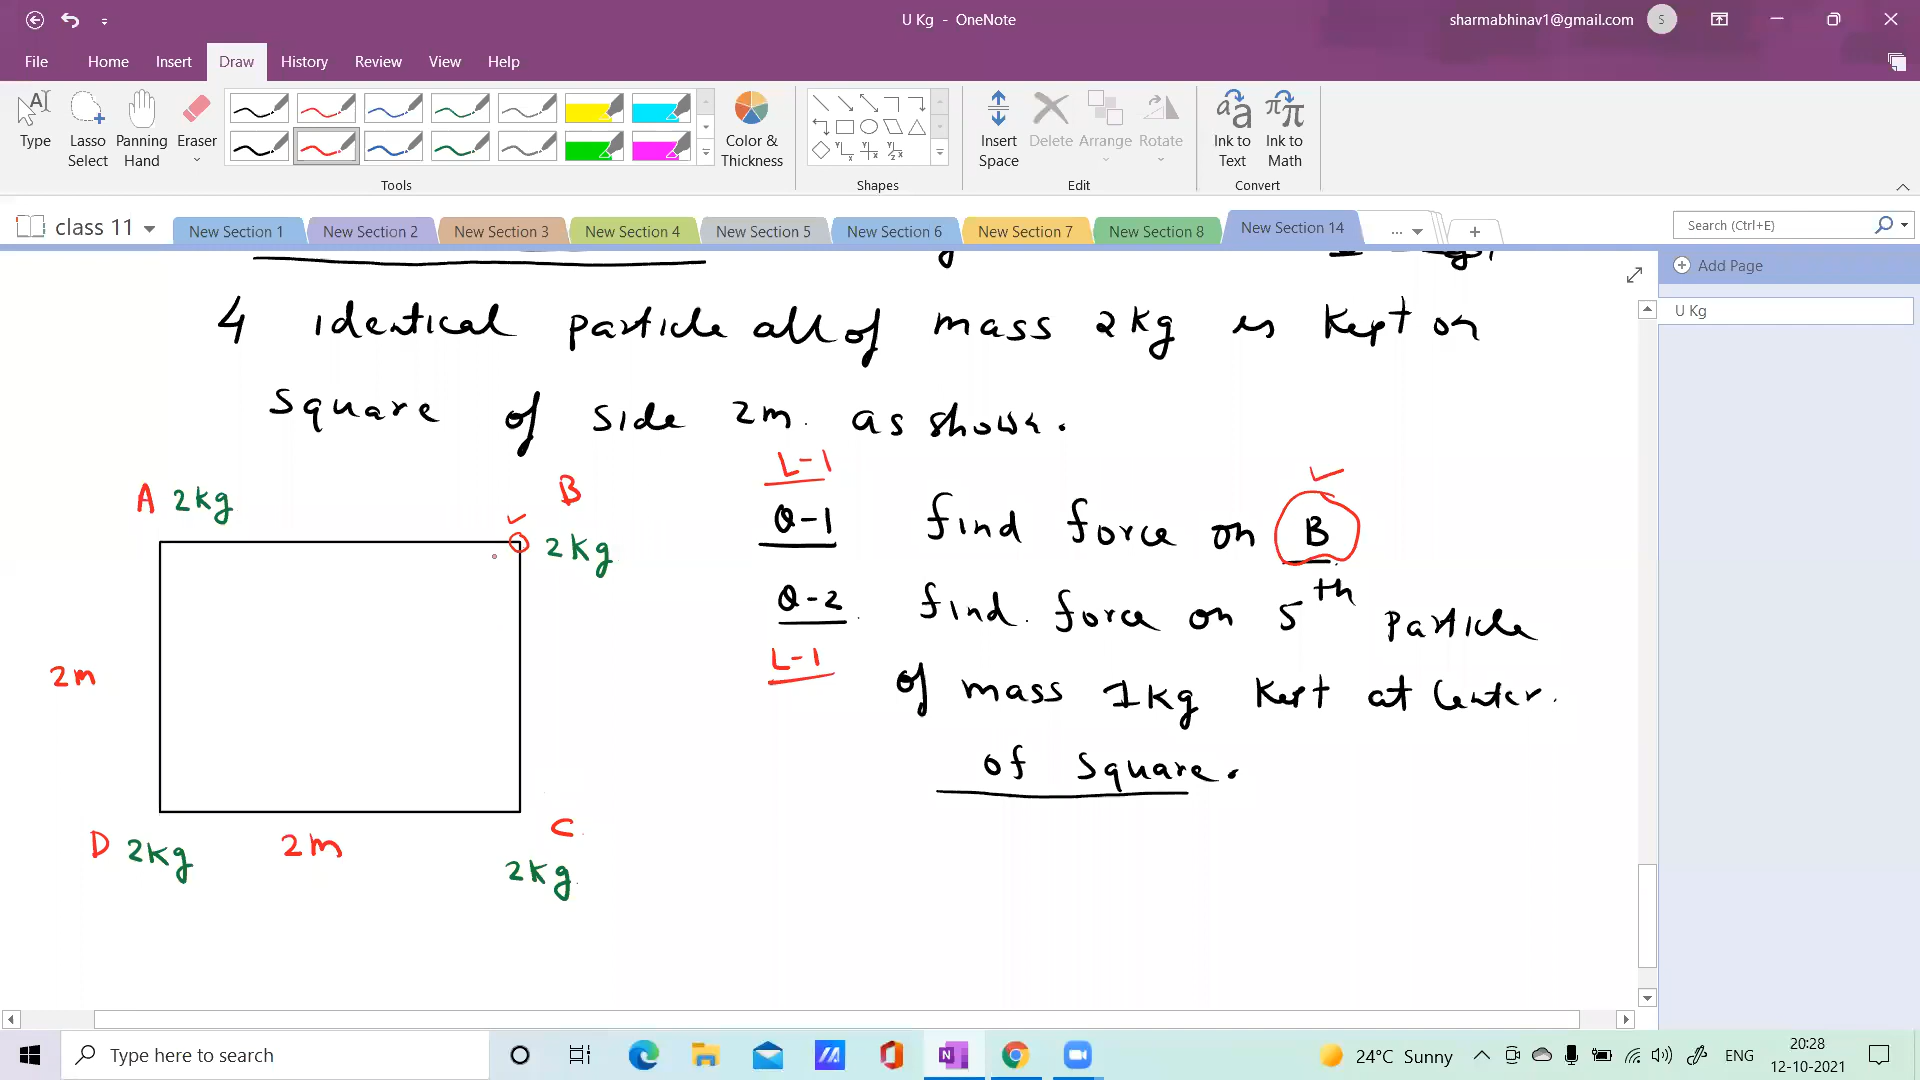 U Kg - OneNote
sharmabhinav1@gmail.com
S
File Home Insert Draw History Review View Help
Type
Lasso Select
Panning Hand
Eraser
Color & Thickness
Insert Space
Delete
Arrange
Rotate
Ink to Text
Ink to Math
Tools
Shapes
Edit
Convert
class 11
New Section 1
New Section 2
New Section 3
New Section 4
New Section 5
New Section 6
New Section 7
New Section 8
New Section 14
...
Search (Ctrl+E)
Add Page
U Kg
4 identical particle all of mass 2kg is kept on
square of side 2m. as shown.
A 2kg
B
2kg
2m
D 2kg
2m
C
2kg
L-1
Q-1 find force on B
Q-2 find force on 5th particle
L-1
of mass 1kg kept at center.
of square.
Type here to search
24°C Sunny
ENG
20:28
12-10-2021